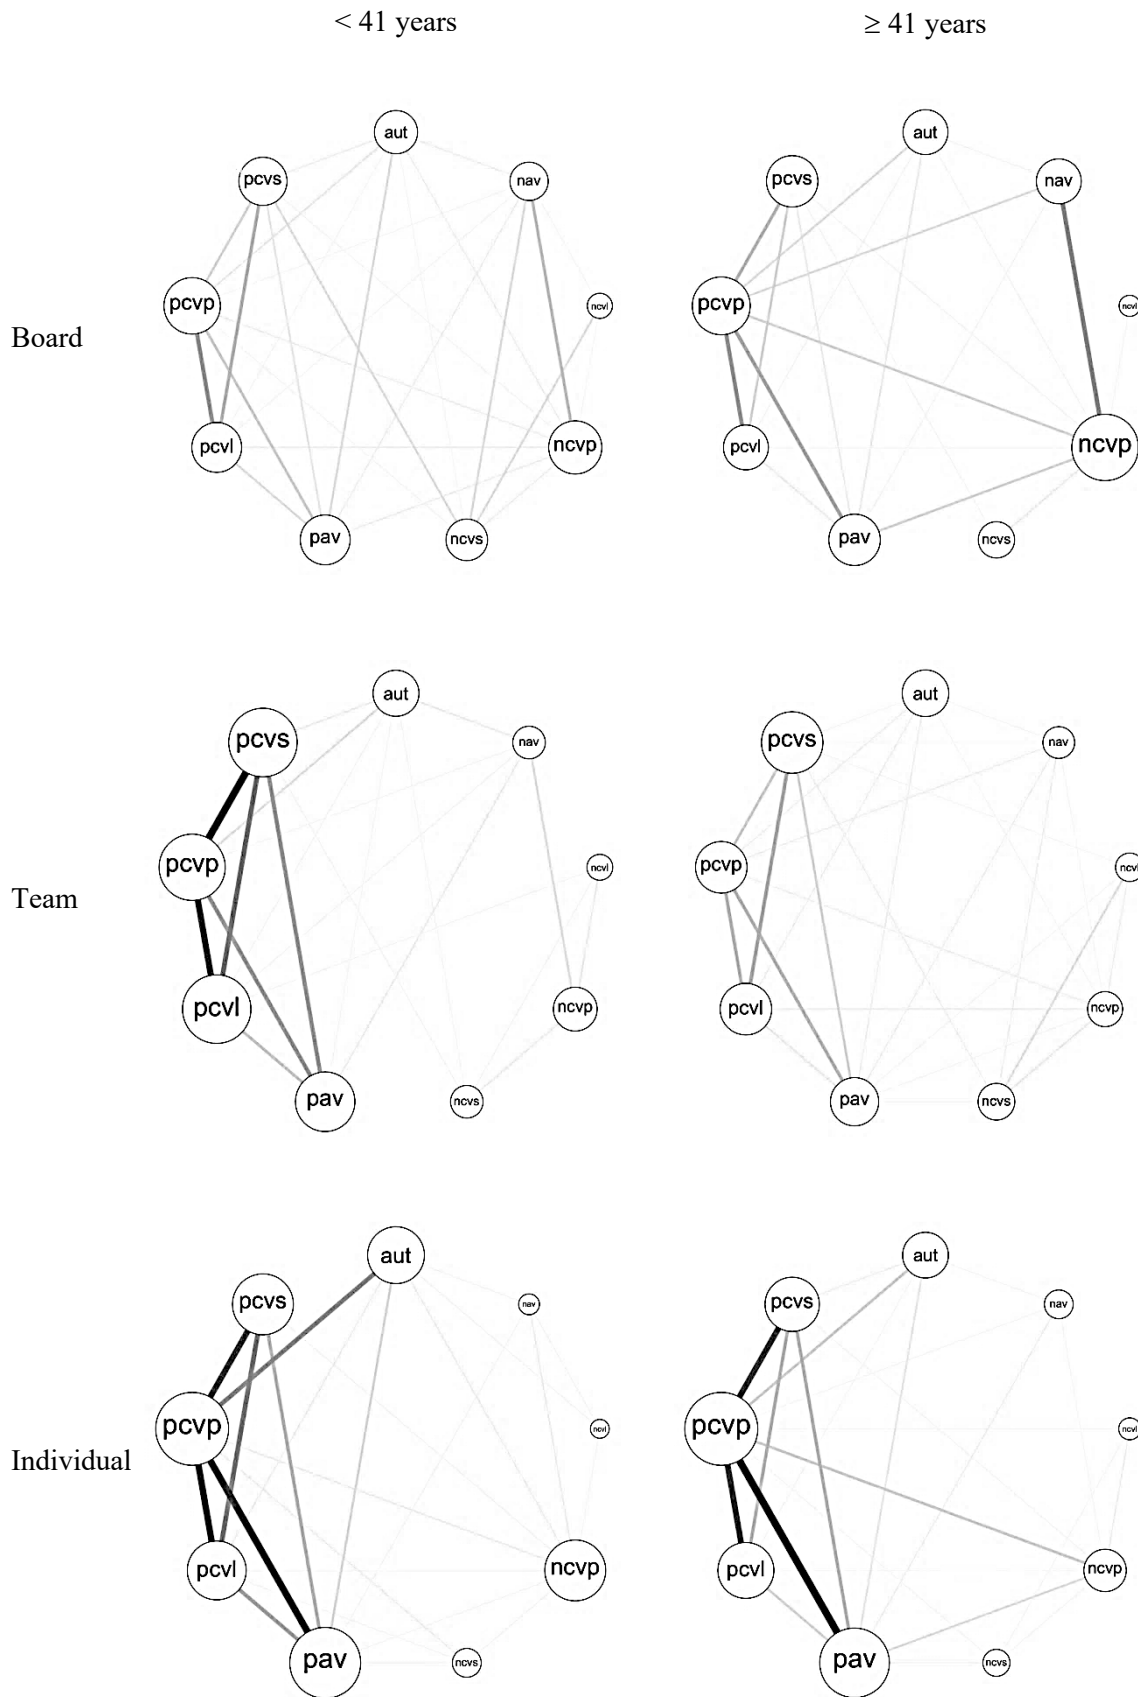 < 41 years
≥ 41 years
Board
aut
nav
ncvl
ncvp
ncvs
pav
pcvl
pcvp
pcvs
aut
nav
ncvl
ncvp
ncvs
pav
pcvl
pcvp
pcvs
Team
aut
nav
ncvl
ncvp
ncvs
pav
pcvl
pcvp
pcvs
aut
nav
ncvl
ncvp
ncvs
pav
pcvl
pcvp
pcvs
Individual
aut
nav
ncvl
ncvp
ncvs
pav
pcvl
pcvp
pcvs
aut
nav
ncvl
ncvp
ncvs
pav
pcvl
pcvp
pcvs